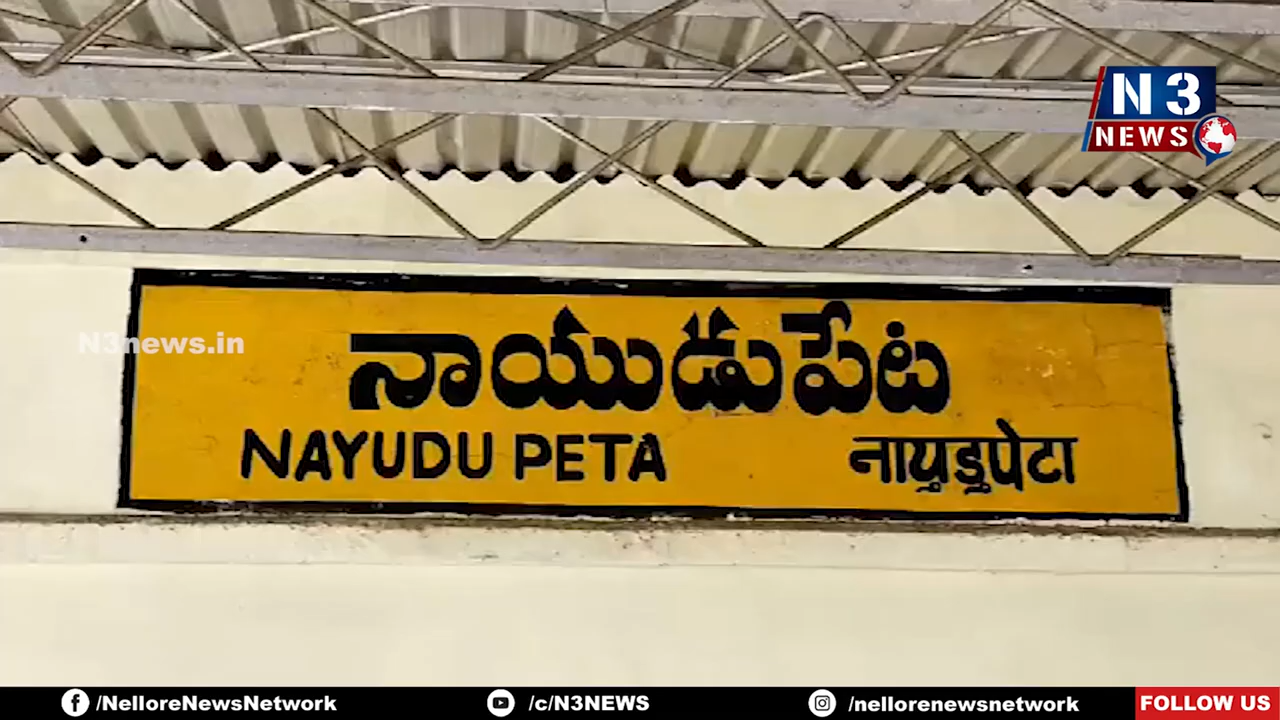 N3
NEWS
N3news.in
నాయుడుపేట
NAYUDU PETA
नायुडुपेटा
/NelloreNewsNetwork
/c/N3NEWS
/nellorenewsnetwork
FOLLOW US